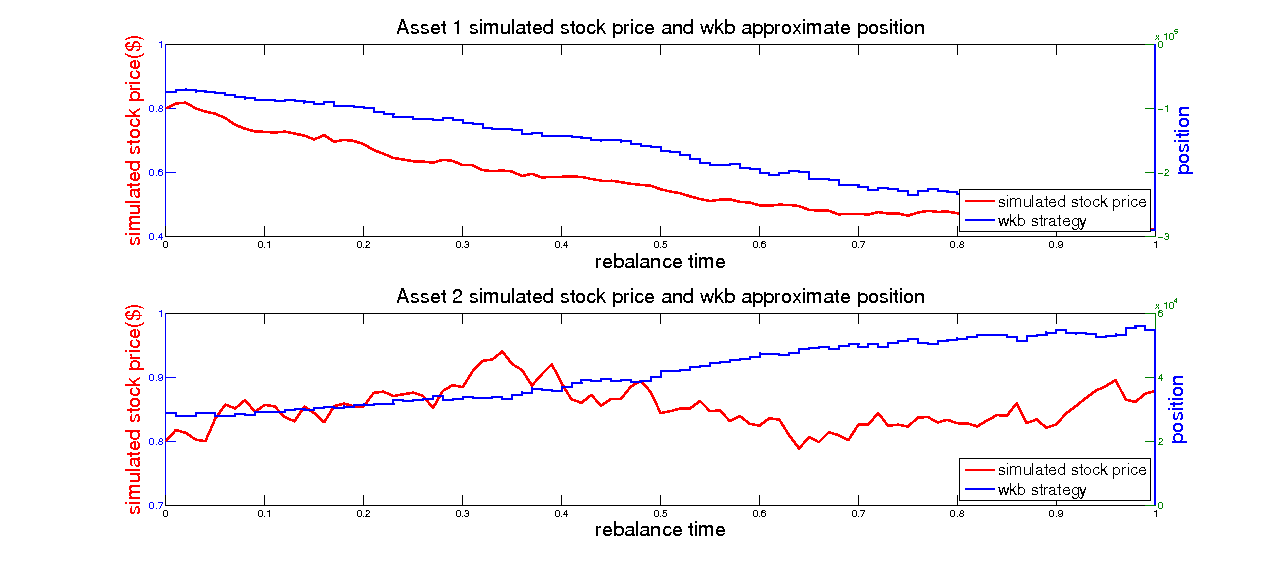 Asset 1 simulated stock price and wkb approximate position
x 10^5
simulated stock price($)
1
0.8
0.6
0.4
0
-1
-2
-3
position
simulated stock price
wkb strategy
0 0.1 0.2 0.3 0.4 0.5 0.6 0.7 0.8 0.9 1
rebalance time
Asset 2 simulated stock price and wkb approximate position
x 10^4
simulated stock price($)
1
0.9
0.8
0.7
6
4
2
0
position
simulated stock price
wkb strategy
0 0.1 0.2 0.3 0.4 0.5 0.6 0.7 0.8 0.9 1
rebalance time